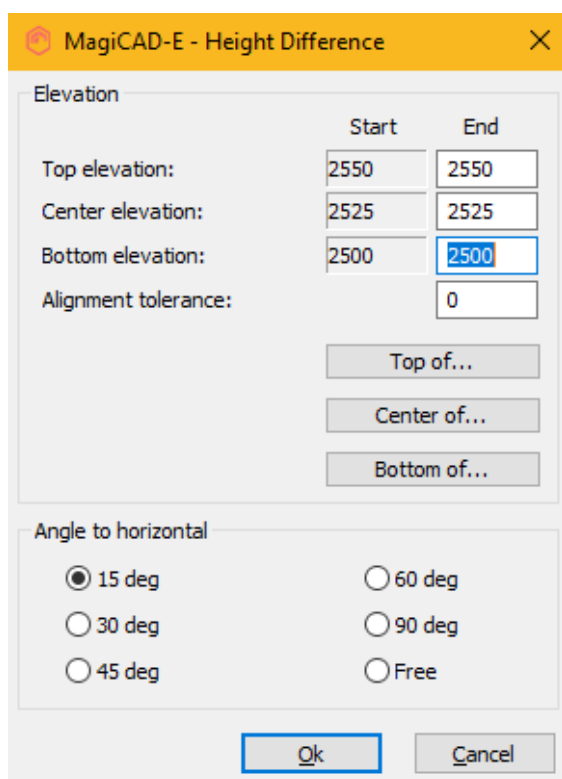 MagiCAD-E - Height Difference
Elevation
Start End
Top elevation: 2550 2550
Center elevation: 2525 2525
Bottom elevation: 2500 2500
Alignment tolerance: 0
Top of...
Center of...
Bottom of...
Angle to horizontal
15 deg 60 deg
30 deg 90 deg
45 deg Free
Ok Cancel